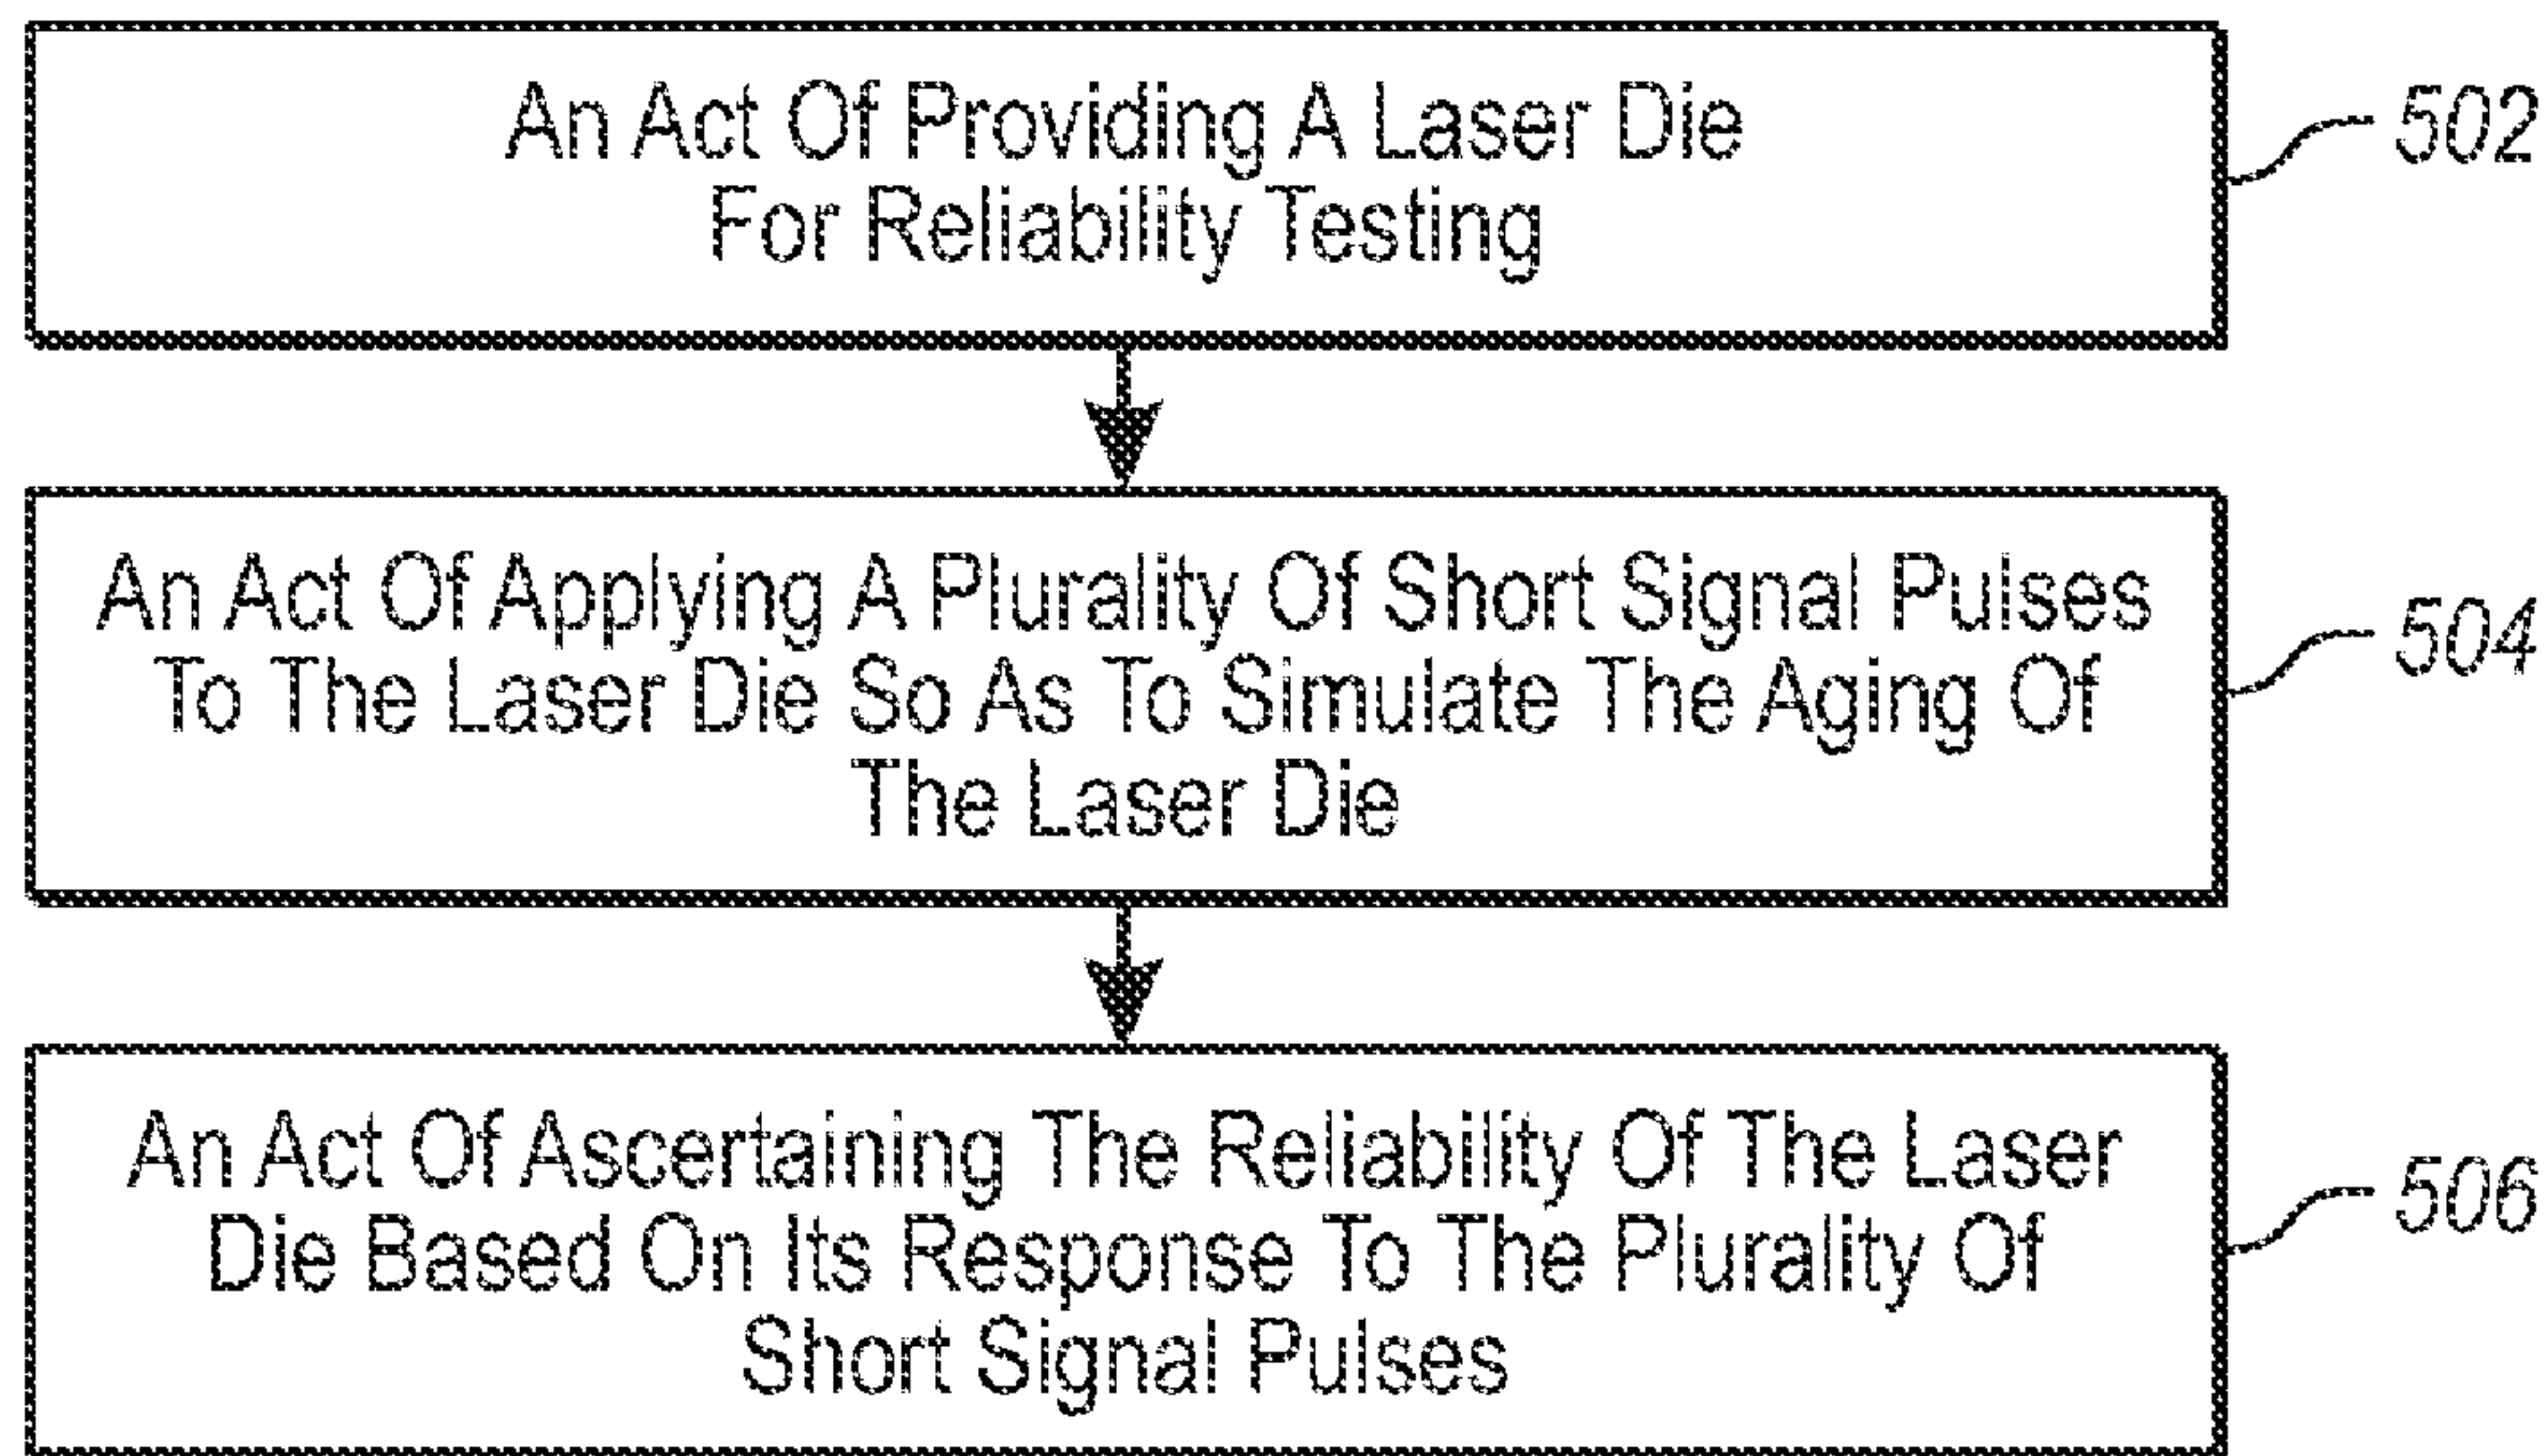 An Act Of Providing A Laser Die
For Reliability Testing
502
An Act Of Applying A Plurality Of Short Signal Pulses
To The Laser Die So As To Simulate The Aging Of
The Laser Die
504
An Act Of Ascertaining The Reliability Of The Laser
Die Based On Its Response To The Plurality Of
Short Signal Pulses
506